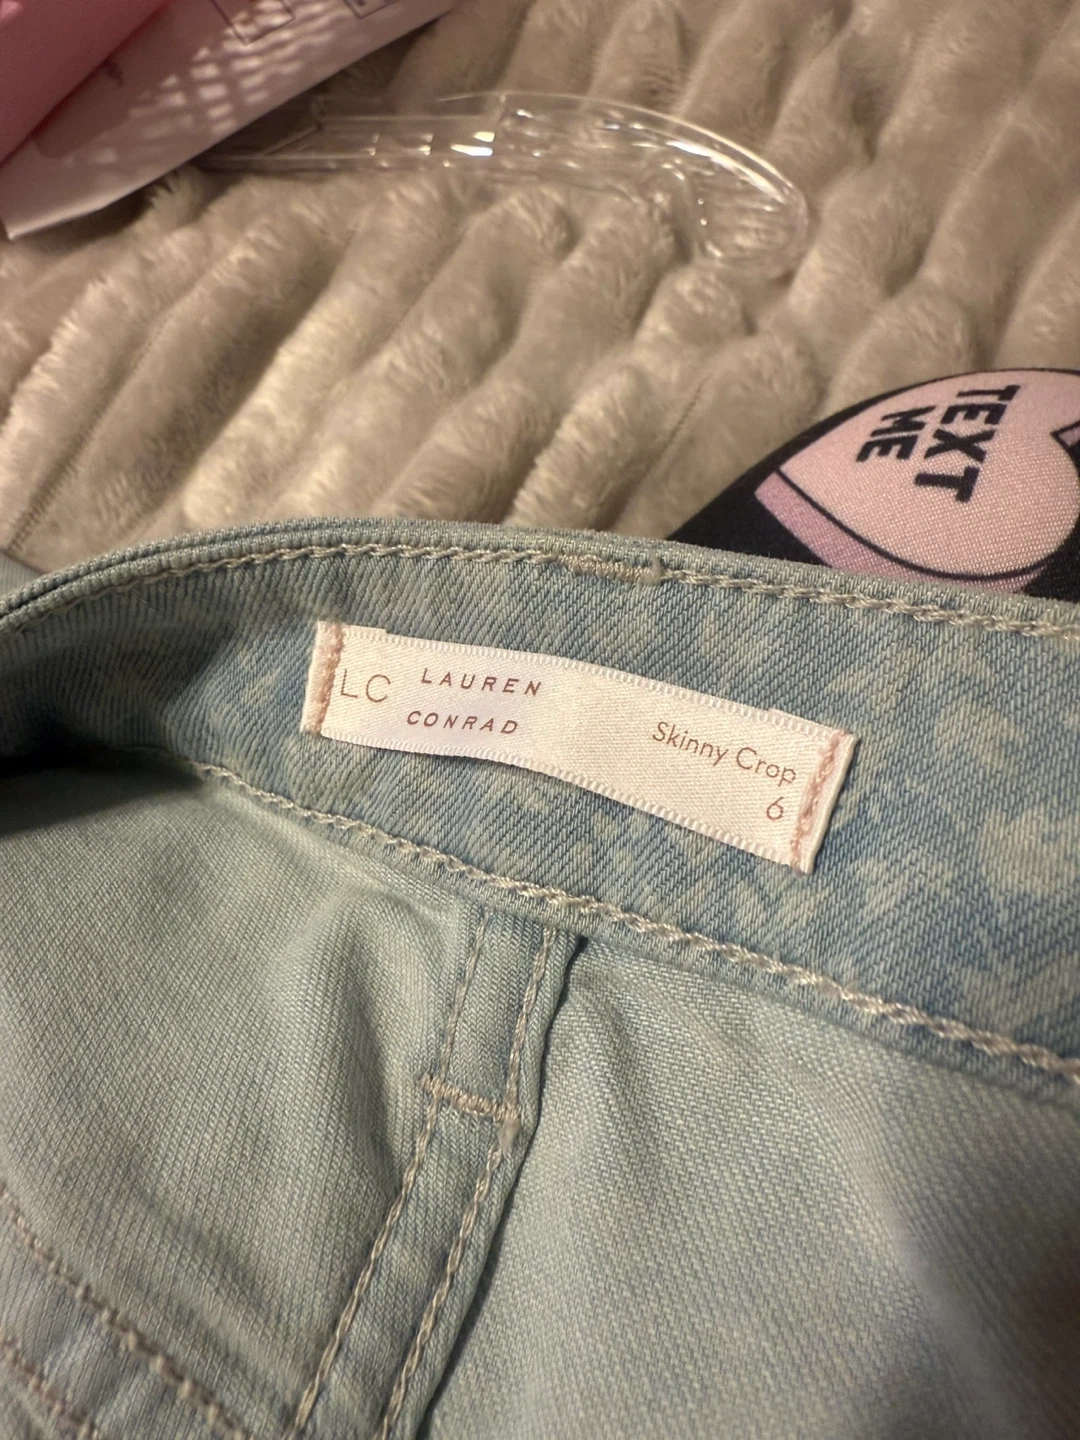 TEXT
ME
LC
LAUREN
CONRAD
Skinny Crop
6